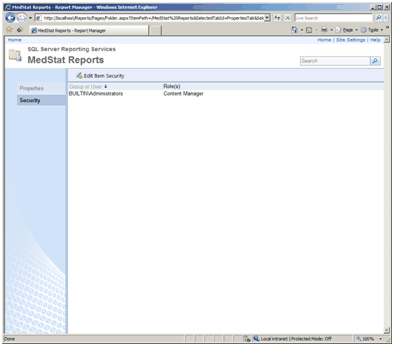 MedStat Reports - Report Manager - Windows Internet Explorer
http://localhost/Reports/Pages/Folder.aspx?ItemPath=/MedStat%20Reports&SelectedTabId=PropertiesTab&Sel
Live Search
MedStat Reports - Report Manager
Page
Tools
Home
Home | Site Settings | Help
SQL Server Reporting Services
MedStat Reports
Search
Properties
Security
Edit Item Security
Group or User
Role(s)
BUILTIN\Administrators
Content Manager
Done
Local intranet | Protected Mode: Off
100%